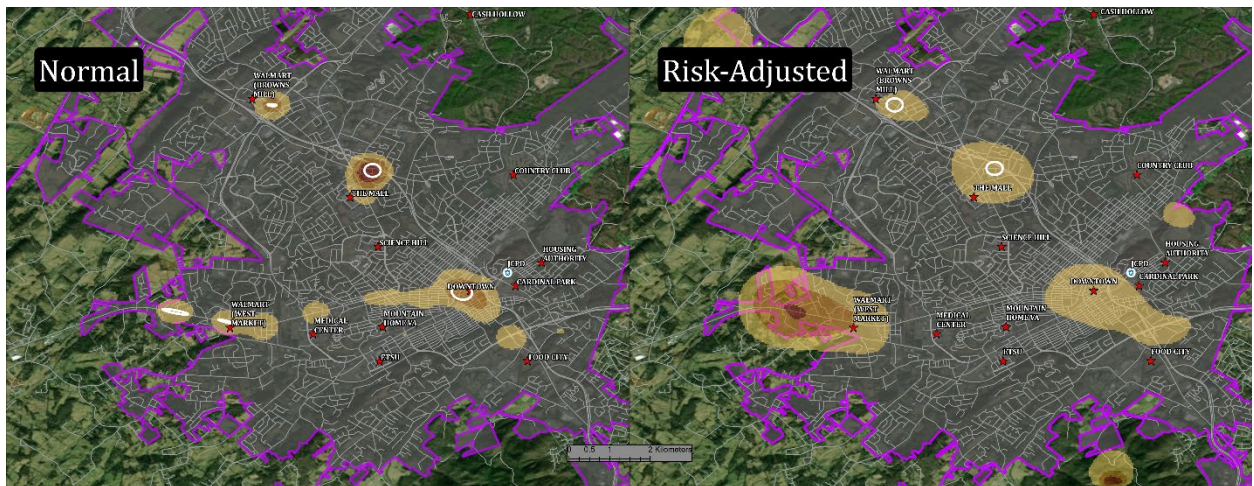 Normal
CASH HOLLOW
WALMART
(BROWNS
MILL)
COUNTRY CLUB
THE MALL
SCIENCE HILL
HOUSING
AUTHORITY
JCPD
CARDINAL PARK
DOWNTOWN
WALMART
(WEST
MARKET)
MEDICAL
CENTER
MOUNTAIN
HOME VA
ETSU
FOOD CITY
0 0.5 1 2 Kilometers
Risk-Adjusted
CASH HOLLOW
WALMART
(BROWNS
MILL)
COUNTRY CLUB
THE MALL
SCIENCE HILL
HOUSING
AUTHORITY
JCPD
CARDINAL PARK
DOWNTOWN
WALMART
(WEST
MARKET)
MEDICAL
CENTER
MOUNTAIN
HOME VA
ETSU
FOOD CITY